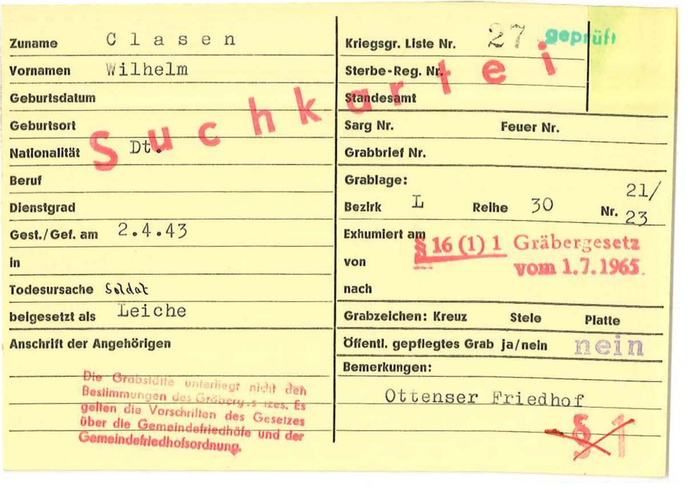 Zuname Clasen
Vornamen Wilhelm
Geburtsdatum
Geburtsort
Nationalität Dt.
Beruf
Dienstgrad
Gest./Gef. am 2.4.43
in
Todesursache Soldat
beigesetzt als Leiche
Anschrift der Angehörigen
Die Grabstätte unterliegt nicht den
Bestimmungen des Gräbergesetzes. Es
gelten die Vorschriften des Gesetzes
über die Gemeindefriedhöfe und der
Gemeindefriedhofsordnung.
Suchkartei
Kriegsgr. Liste Nr. 27 geprüft
Sterbe-Reg. Nr.
Standesamt
Sarg Nr. Feuer Nr.
Grabbrief Nr.
Grablage:
Bezirk L Reihe 30 Nr. 21/
23
Exhumiert am
§ 16 (1) 1 Gräbergesetz
von vom 1.7.1965.
nach
Grabzeichen: Kreuz Stele Platte
Öffentl. gepflegtes Grab ja/nein nein
Bemerkungen:
Ottenser Friedhof
§ 1